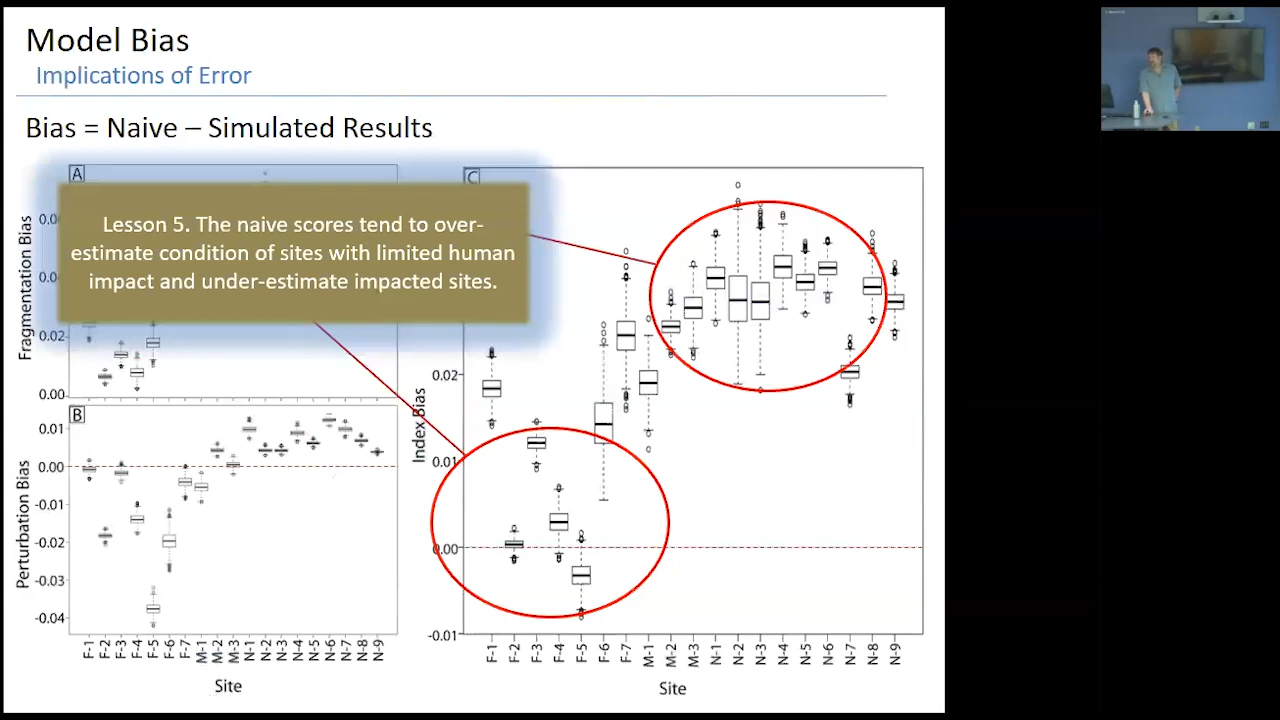 Model Bias
Implications of Error
Bias = Naive – Simulated Results
Lesson 5. The naive scores tend to over-
estimate condition of sites with limited human
impact and under-estimate impacted sites.
A
Fragmentation Bias
0.02
0.00
B
Perturbation Bias
0.01
0.00
-0.01
-0.02
-0.03
-0.04
F-1 F-2 F-3 F-4 F-5 F-6 F-7 M-1 M-2 M-3 N-1 N-2 N-3 N-4 N-5 N-6 N-7 N-8 N-9
Site
C
Index Bias
0.02
0.01
0.00
-0.01
F-1 F-2 F-3 F-4 F-5 F-6 F-7 M-1 M-2 M-3 N-1 N-2 N-3 N-4 N-5 N-6 N-7 N-8 N-9
Site